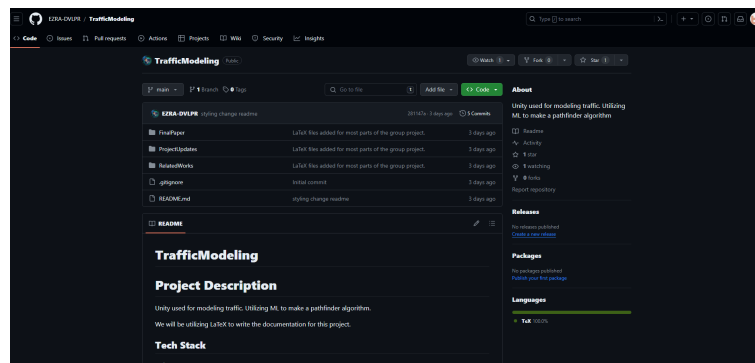 EZRA-DVLPR / TrafficModeling
Type / to search
Code Issues Pull requests Actions Projects Wiki Security Insights
TrafficModeling Public
Watch 1 Fork 0 Star 1
main 1 Branch 0 Tags Go to file t Add file Code
EZRA-DVLPR styling change readme 281147a · 3 days ago 5 Commits
FinalPaper LaTeX files added for most parts of the group project. 3 days ago
ProjectUpdates LaTeX files added for most parts of the group project. 3 days ago
RelatedWorks LaTeX files added for most parts of the group project. 3 days ago
.gitignore Initial commit 3 days ago
README.md styling change readme 3 days ago
README
TrafficModeling
Project Description
Unity used for modeling traffic. Utilizing ML to make a pathfinder algorithm.
We will be utilizing LaTeX to write the documentation for this project.
Tech Stack
About
Unity used for modeling traffic. Utilizing
ML to make a pathfinder algorithm
Readme
Activity
1 star
1 watching
0 forks
Report repository
Releases
No releases published
Create a new release
Packages
No packages published
Publish your first package
Languages
TeX 100.0%